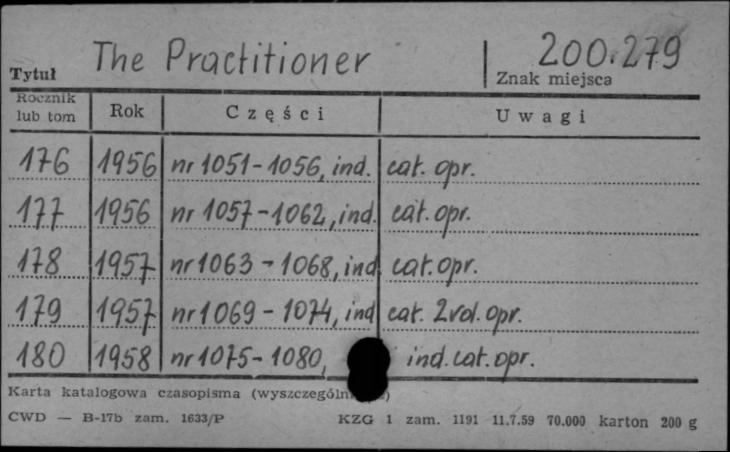 Tytuł The Practitioner 200.279
Znak miejsca
Rocznik lub tom Rok Części Uwagi
176 1956 nr 1051-1056, ind. cat. opr.
177 1956 nr 1057-1062, ind. cat. opr.
178 1957 nr 1063-1068, ind. cat. opr.
179 1957 nr 1069-1074, ind cat. 2vol. opr.
180 1958 nr 1075-1080, ind. cat. opr.
Karta katalogowa czasopisma
CWD — B-17b zam. 1633/P KZG 1 zam. 1191 11.7.59 70.000 karton 200 g